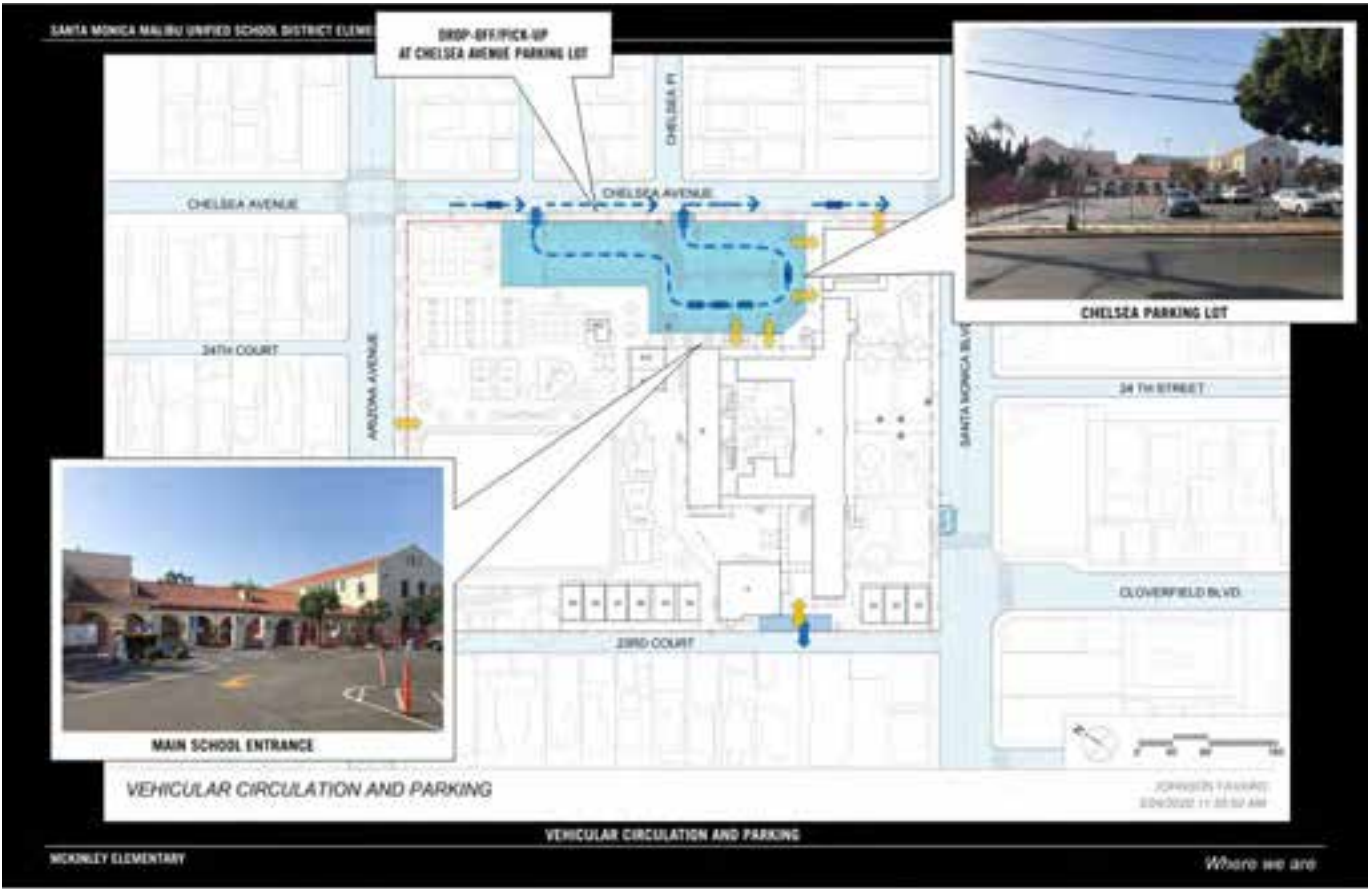 SANTA MONICA MALIBU UNIFIED SCHOOL DISTRICT ELEME
DROP-OFF/PICK-UP
AT CHELSEA AVENUE PARKING LOT
CHELSEA PL
CHELSEA AVENUE
CHELSEA AVENUE
CHELSEA PARKING LOT
24TH COURT
ARIZONA AVENUE
SANTA MONICA BLV
24 TH STREET
CLOVERFIELD BLVD.
23RD COURT
MAIN SCHOOL ENTRANCE
N
0
VEHICULAR CIRCULATION AND PARKING
JOHNSON FAVARO
VEHICULAR CIRCULATION AND PARKING
MCKINLEY ELEMENTARY
Where we are